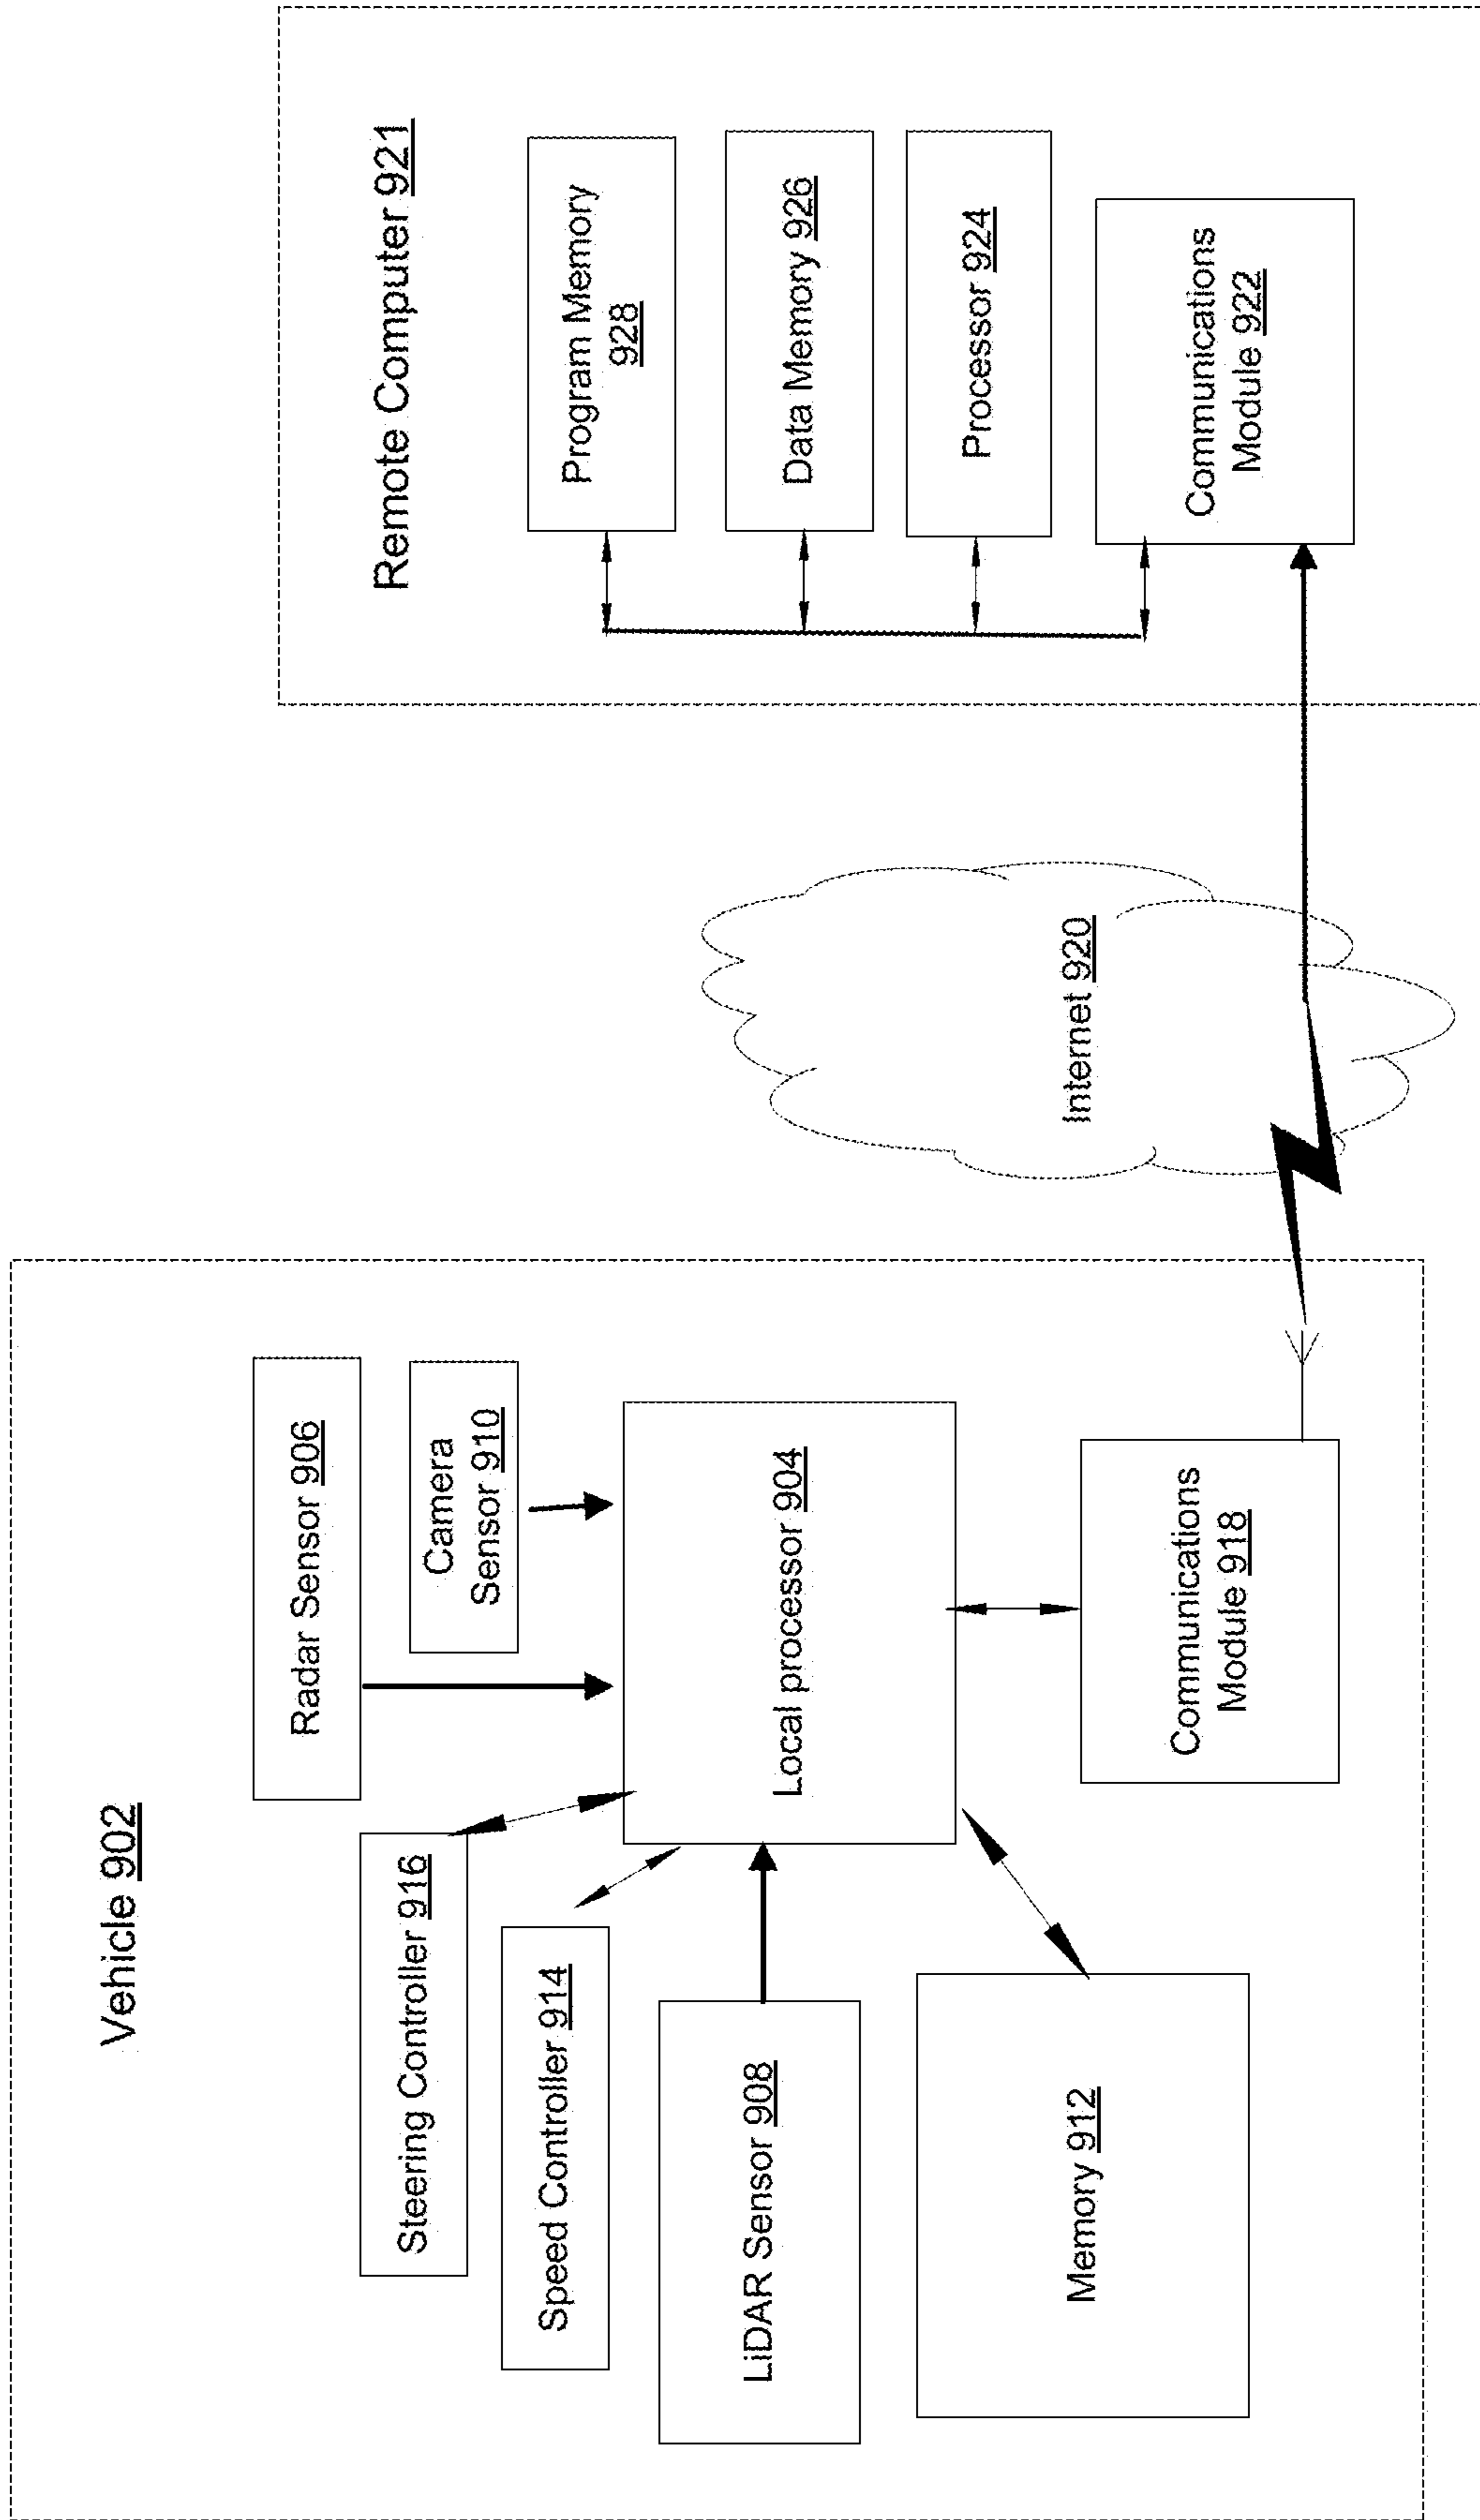 Vehicle 902
Radar Sensor 906
Camera
Sensor 910
Steering Controller 916
Speed Controller 914
LiDAR Sensor 908
Local processor 904
Memory 912
Communications
Module 918
Internet 920
Remote Computer 921
Program Memory
928
Data Memory 926
Processor 924
Communications
Module 922